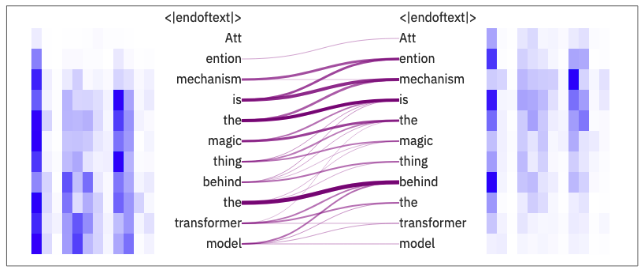 <|endoftext|>
Att
ention
mechanism
is
the
magic
thing
behind
the
transformer
model
<|endoftext|>
Att
ention
mechanism
is
the
magic
thing
behind
the
transformer
model